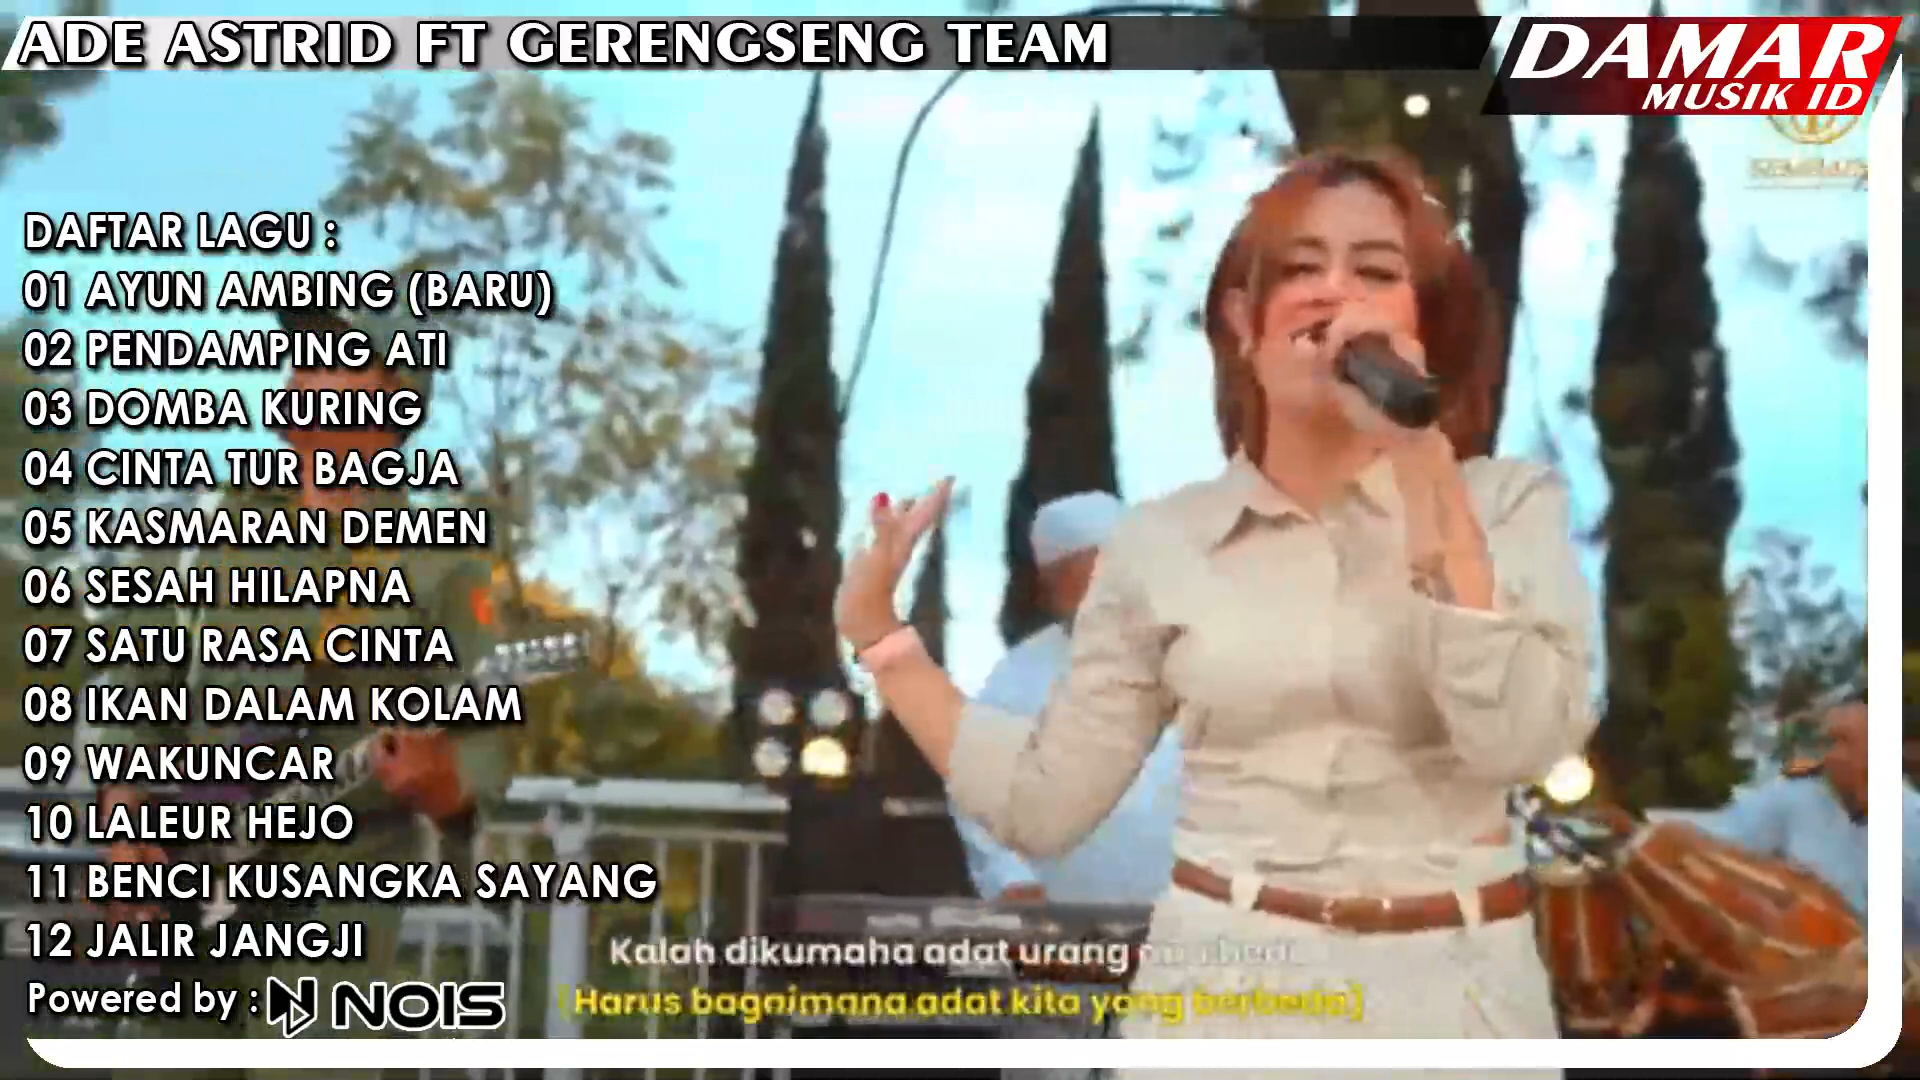 ADE ASTRID FT GERENGSENG TEAM
DAMAR
MUSIK ID
DAFTAR LAGU :
01 AYUN AMBING (BARU)
02 PENDAMPING ATI
03 DOMBA KURING
04 CINTA TUR BAGJA
05 KASMARAN DEMEN
06 SESAH HILAPNA
07 SATU RASA CINTA
08 IKAN DALAM KOLAM
09 WAKUNCAR
10 LALEUR HEJO
11 BENCI KUSANGKA SAYANG
12 JALIR JANGJI
Powered by : NOIS
Kalah dikumaha adat urang
(Harus bagaimana adat kita yang berbeda)